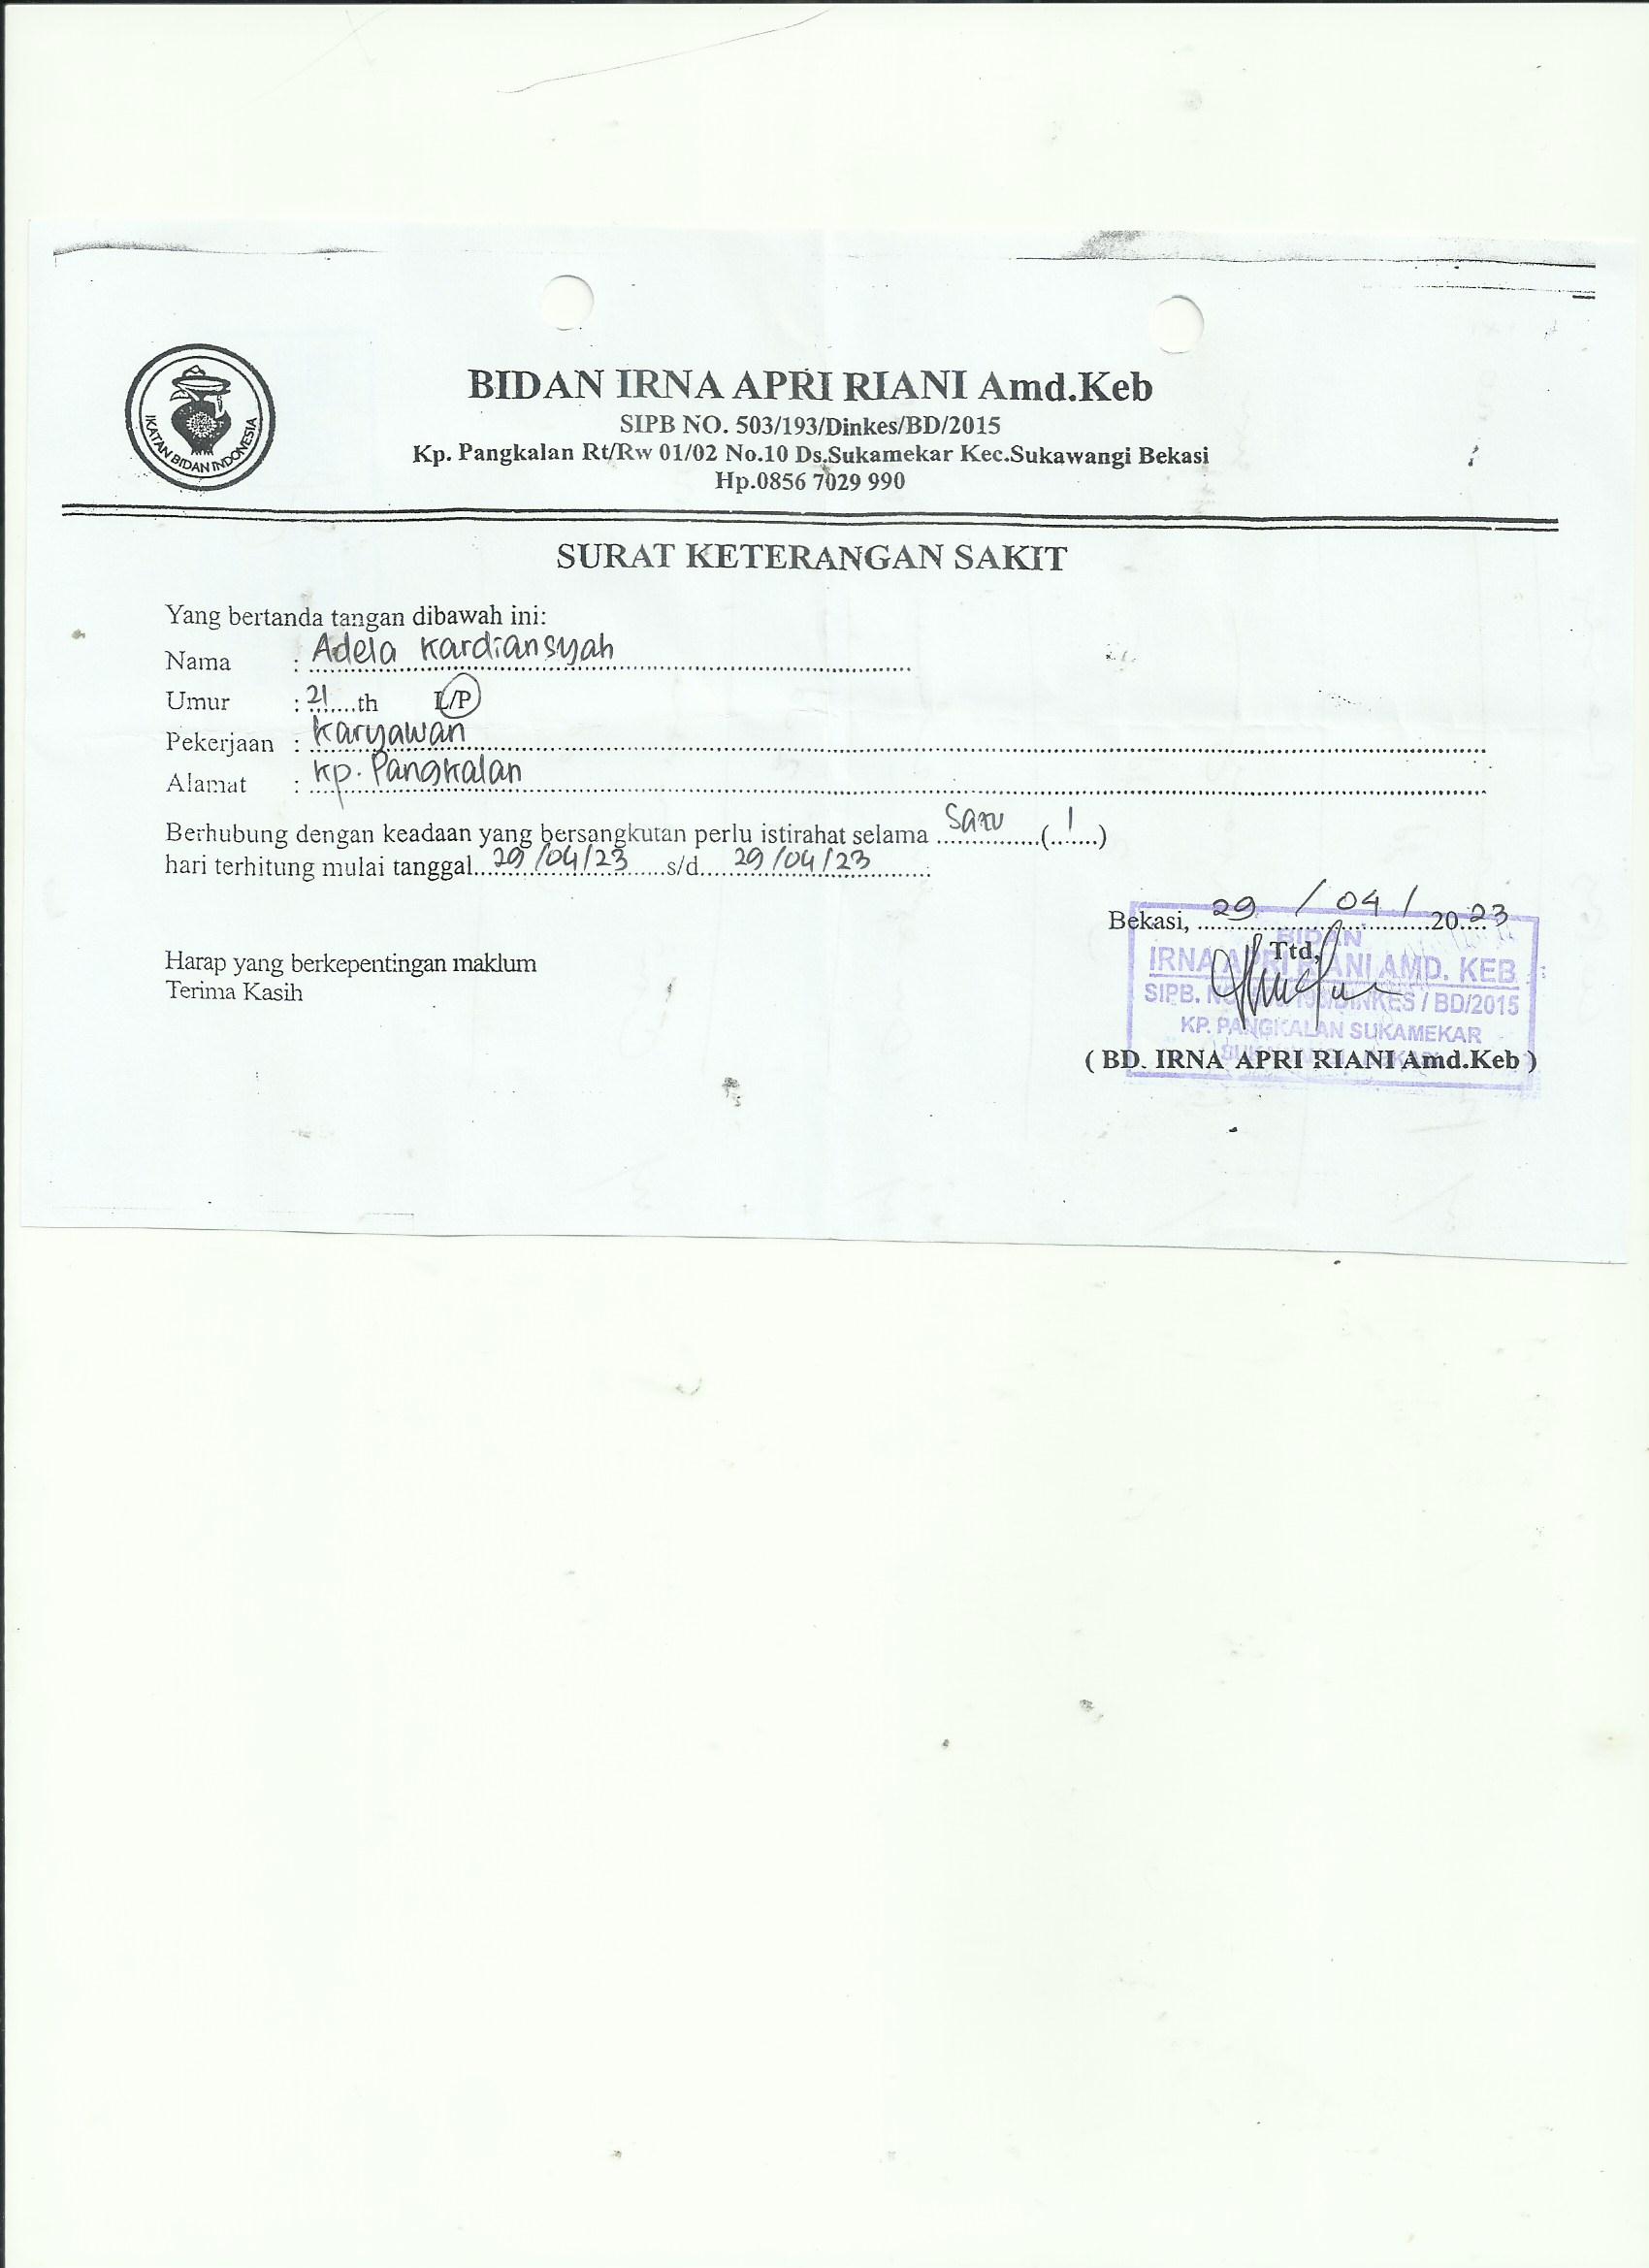 IKATAN BIDAN INDONESIA
BIDAN IRNA APRI RIANI Amd.Keb
SIPB NO. 503/193/Dinkes/BD/2015
Kp. Pangkalan Rt/Rw 01/02 No.10 Ds.Sukamekar Kec.Sukawangi Bekasi
Hp.0856 7029 990
SURAT KETERANGAN SAKIT
Yang bertanda tangan dibawah ini:
Nama : Adela Kardiansyah
Umur : 21 th L/P
Pekerjaan : Karyawan
Alamat : Kp. Pangkalan
Berhubung dengan keadaan yang bersangkutan perlu istirahat selama Satu (1)
hari terhitung mulai tanggal 29/04/23 s/d 29/04/23
Bekasi, 29 / 04 / 2023
Harap yang berkepentingan maklum
Terima Kasih
Ttd,
BIDAN
IRNA APRI RIANI AMD. KEB
SIPB. NO. DINKES / BD/2015
KP. PANGKALAN SUKAMEKAR
( BD. IRNA APRI RIANI Amd.Keb )